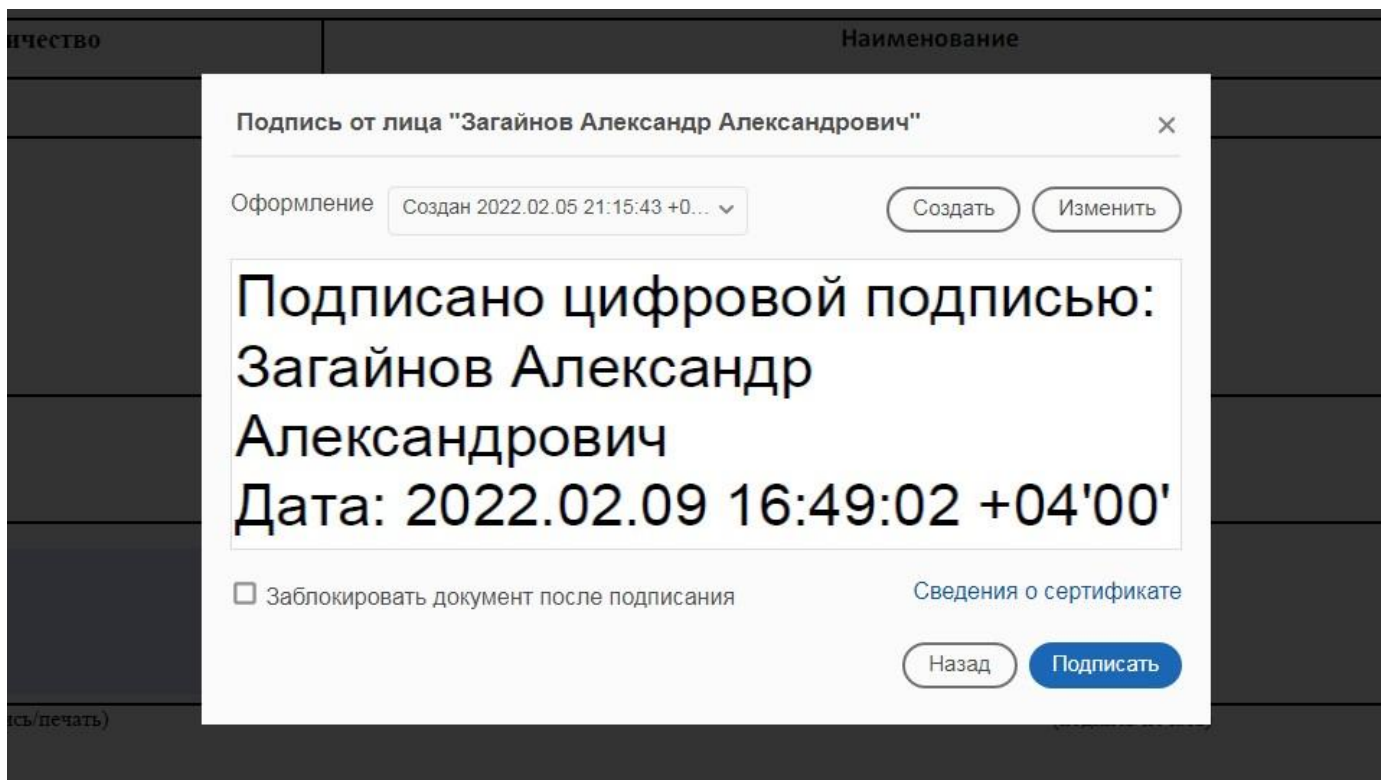 ичество
Наименование
Подпись от лица "Загайнов Александр Александрович"
Оформление Создан 2022.02.05 21:15:43 +0... Создать Изменить
Подписано цифровой подписью:
Загайнов Александр
Александрович
Дата: 2022.02.09 16:49:02 +04'00'
Заблокировать документ после подписания Сведения о сертификате
Назад Подписать
ись/печать)